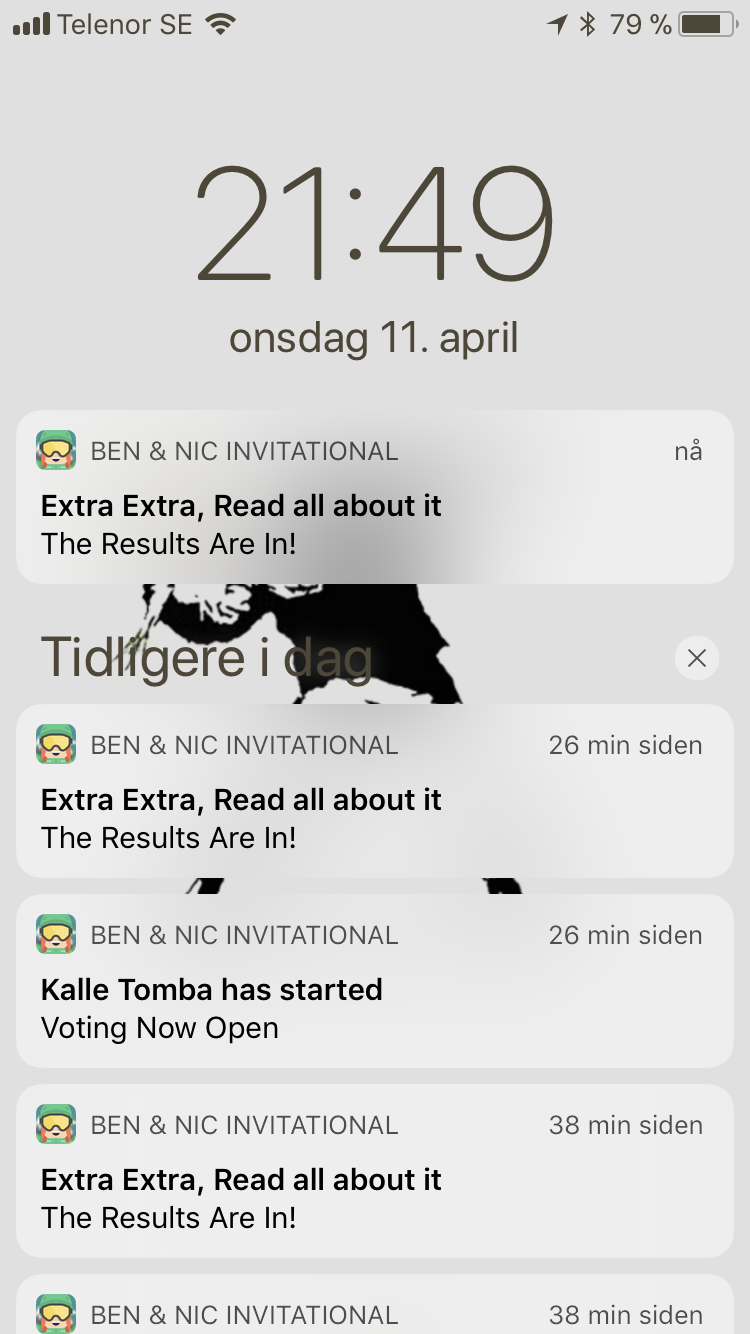 Telenor SE 79 %
21:49
onsdag 11. april
BEN & NIC INVITATIONAL nå
Extra Extra, Read all about it
The Results Are In!
Tidligere i dag
BEN & NIC INVITATIONAL 26 min siden
Extra Extra, Read all about it
The Results Are In!
BEN & NIC INVITATIONAL 26 min siden
Kalle Tomba has started
Voting Now Open
BEN & NIC INVITATIONAL 38 min siden
Extra Extra, Read all about it
The Results Are In!
BEN & NIC INVITATIONAL 38 min siden